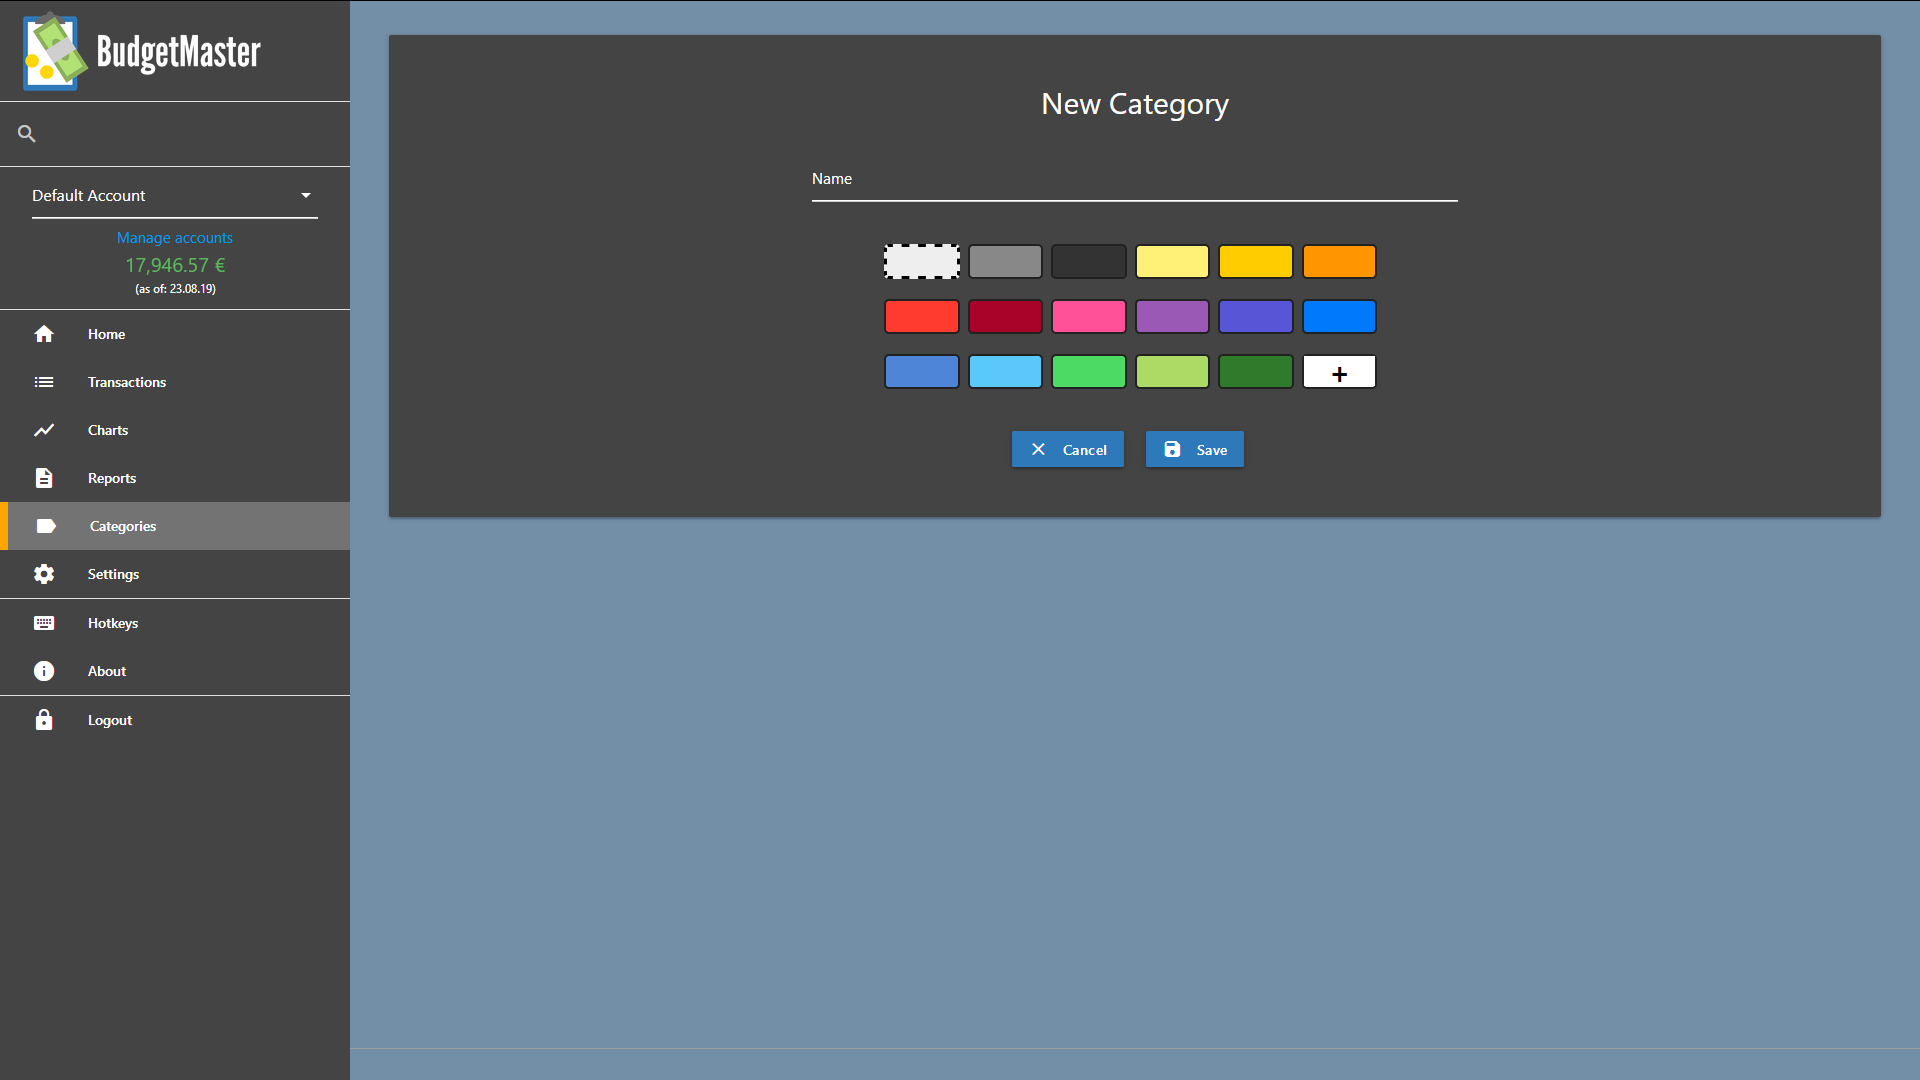 BudgetMaster
Default Account
Manage accounts
17,946.57 €
(as of: 23.08.19)
Home
Transactions
Charts
Reports
Categories
Settings
Hotkeys
About
Logout
New Category
Name
+
Cancel
Save